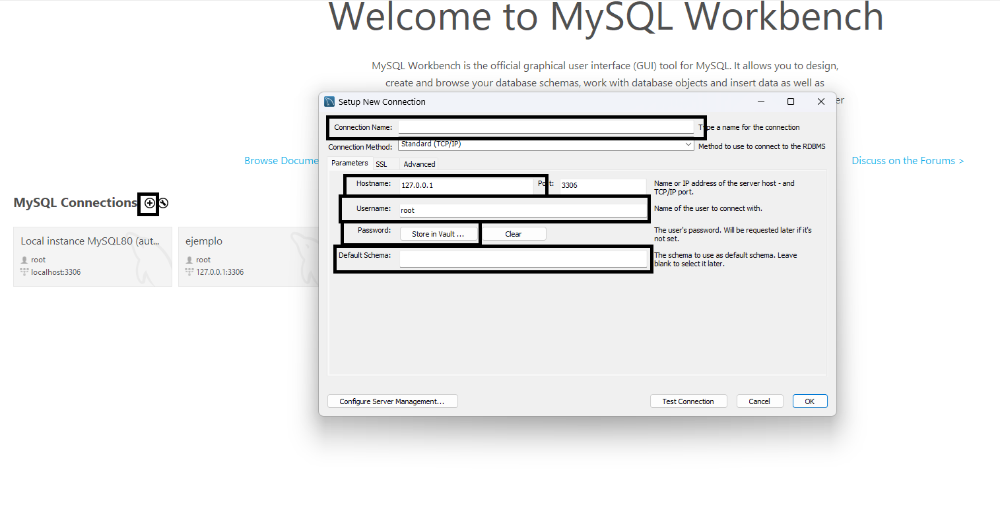 Welcome to MySQL Workbench
MySQL Workbench is the official graphical user interface (GUI) tool for MySQL. It allows you to design,
create and browse your database schemas, work with database objects and insert data as well as
er
Browse Docume
Discuss on the Forums >
MySQL Connections
Local instance MySQL80 (aut...
root
localhost:3306
ejemplo
root
127.0.0.1:3306
Setup New Connection
Connection Name:
Type a name for the connection
Connection Method:
Standard (TCP/IP)
Method to use to connect to the RDBMS
Parameters
SSL
Advanced
Hostname:
127.0.0.1
Port:
3306
Name or IP address of the server host - and
TCP/IP port.
Username:
root
Name of the user to connect with.
Password:
Store in Vault ...
Clear
The user's password. Will be requested later if it's
not set.
Default Schema:
The schema to use as default schema. Leave
blank to select it later.
Configure Server Management...
Test Connection
Cancel
OK